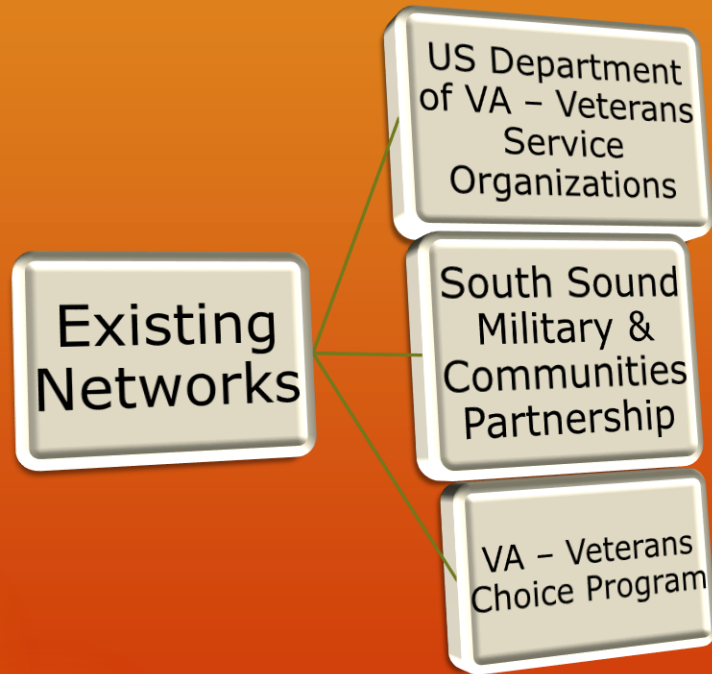 Existing
Networks
US Department
of VA – Veterans
Service
Organizations
South Sound
Military &
Communities
Partnership
VA – Veterans
Choice Program